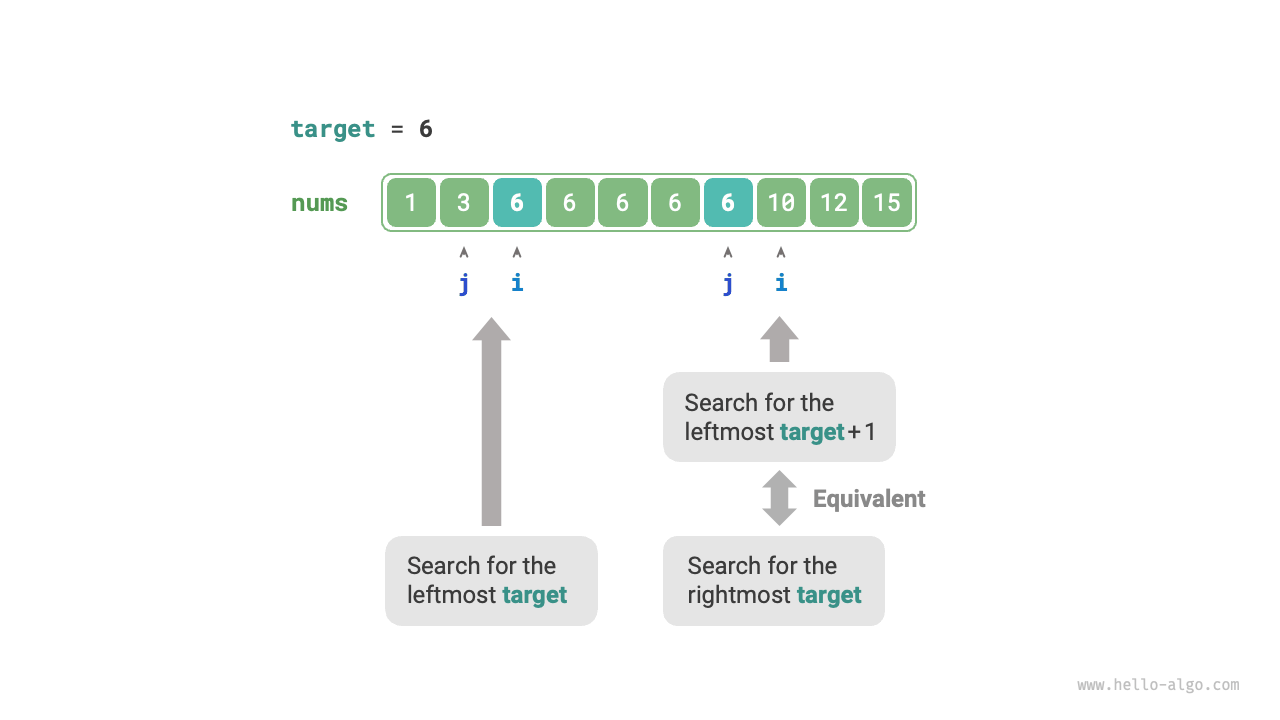 target = 6
nums 1 3 6 6 6 6 6 10 12 15
j i j i
Search for the
leftmost target+1
Equivalent
Search for the
leftmost target
Search for the
rightmost target
www.hello-algo.com